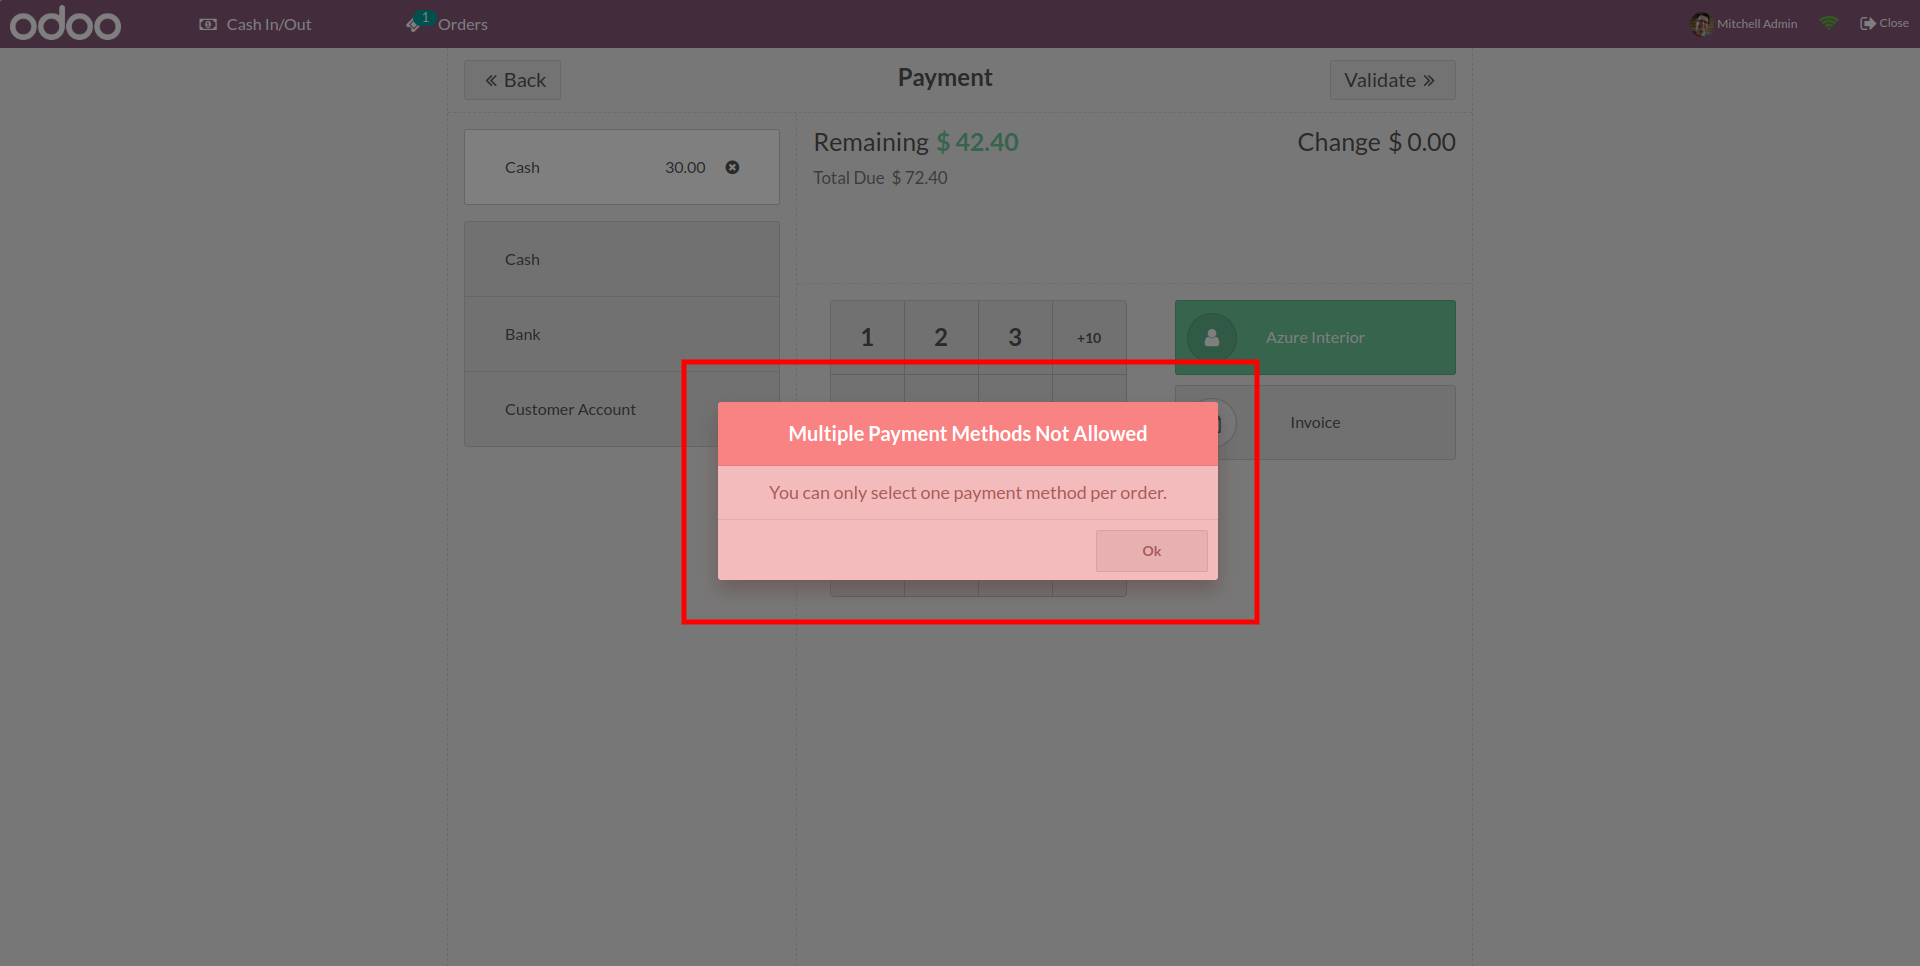 odoo
Cash In/Out
1
Orders
Mitchell Admin
Close
Back
Payment
Validate
Cash 30.00
Remaining $ 42.40
Change $ 0.00
Total Due $ 72.40
Cash
Bank
Customer Account
1 2 3 +10
Azure Interior
Invoice
Multiple Payment Methods Not Allowed
You can only select one payment method per order.
Ok